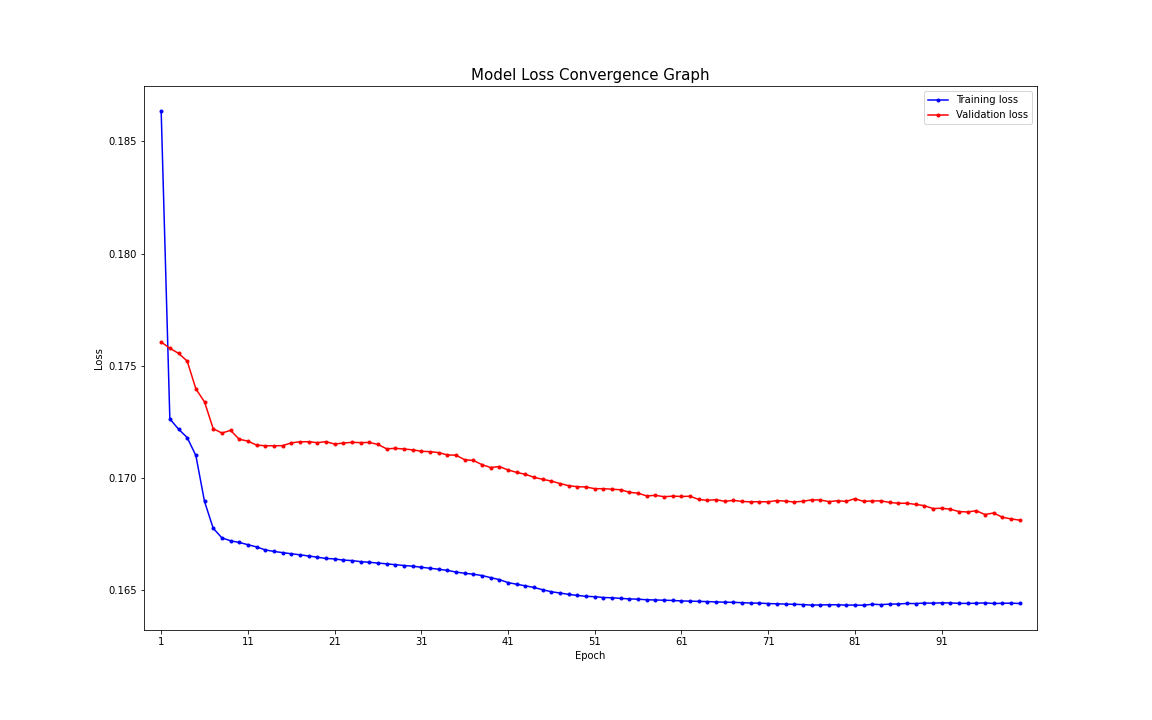 Model Loss Convergence Graph
Training loss
Validation loss
0.185
0.180
0.175
0.170
0.165
Loss
1 11 21 31 41 51 61 71 81 91
Epoch